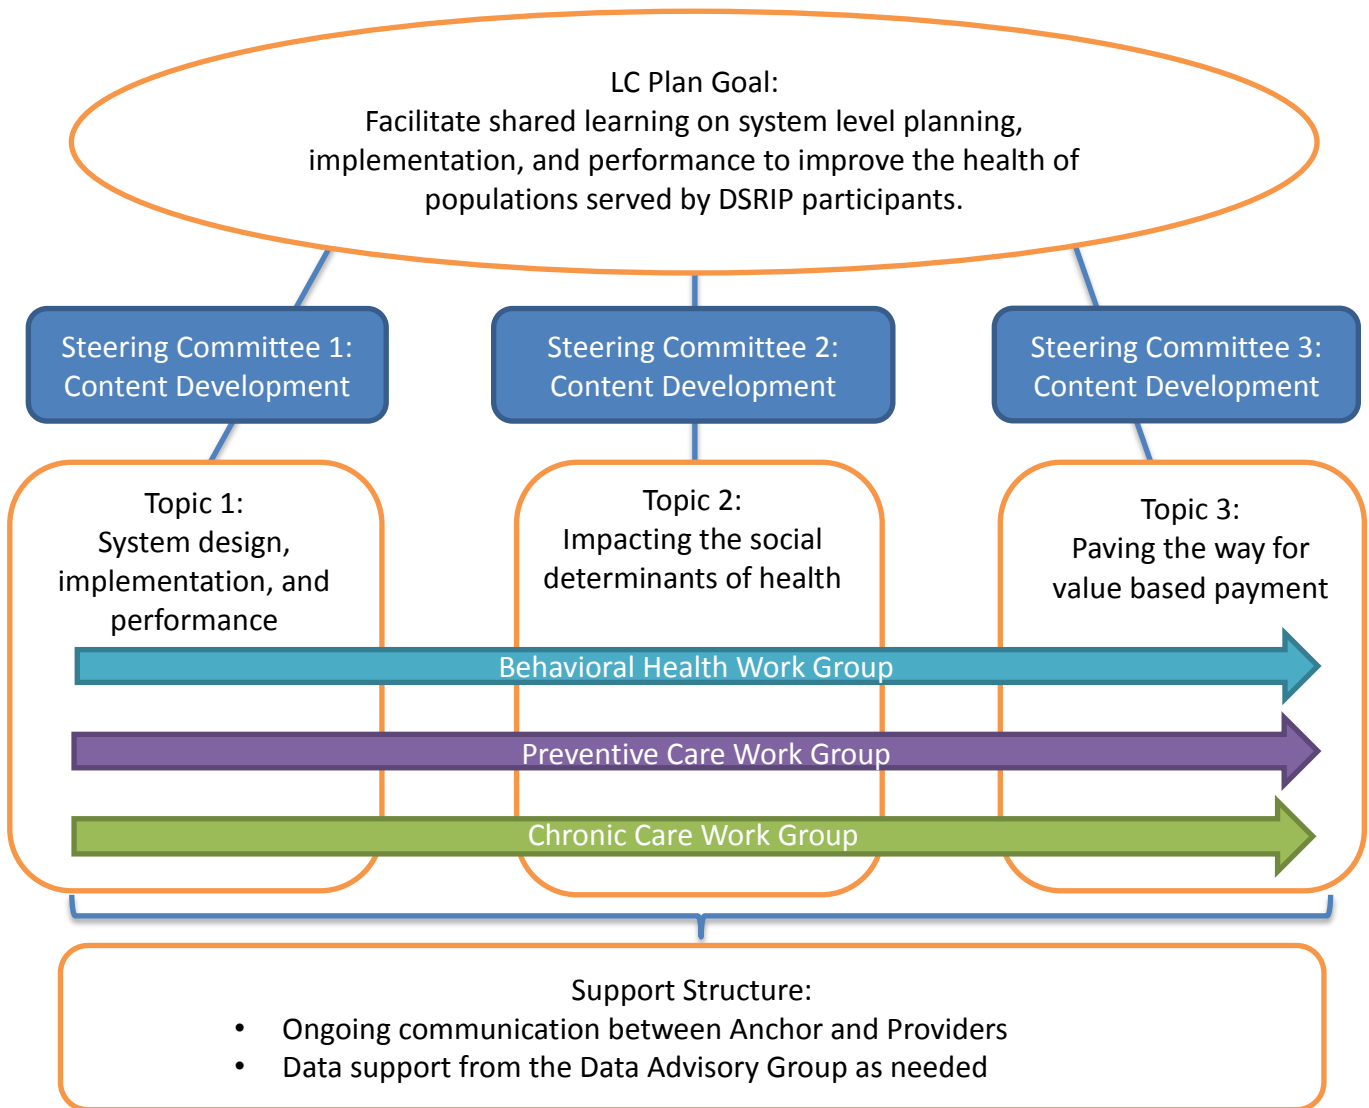 LC Plan Goal:
Facilitate shared learning on system level planning,
implementation, and performance to improve the health of
populations served by DSRIP participants.
Steering Committee 1:
Content Development
Steering Committee 2:
Content Development
Steering Committee 3:
Content Development
Topic 1:
System design,
implementation, and
performance
Topic 2:
Impacting the social
determinants of health
Topic 3:
Paving the way for
value based payment
Behavioral Health Work Group
Preventive Care Work Group
Chronic Care Work Group
Support Structure:
• Ongoing communication between Anchor and Providers
• Data support from the Data Advisory Group as needed